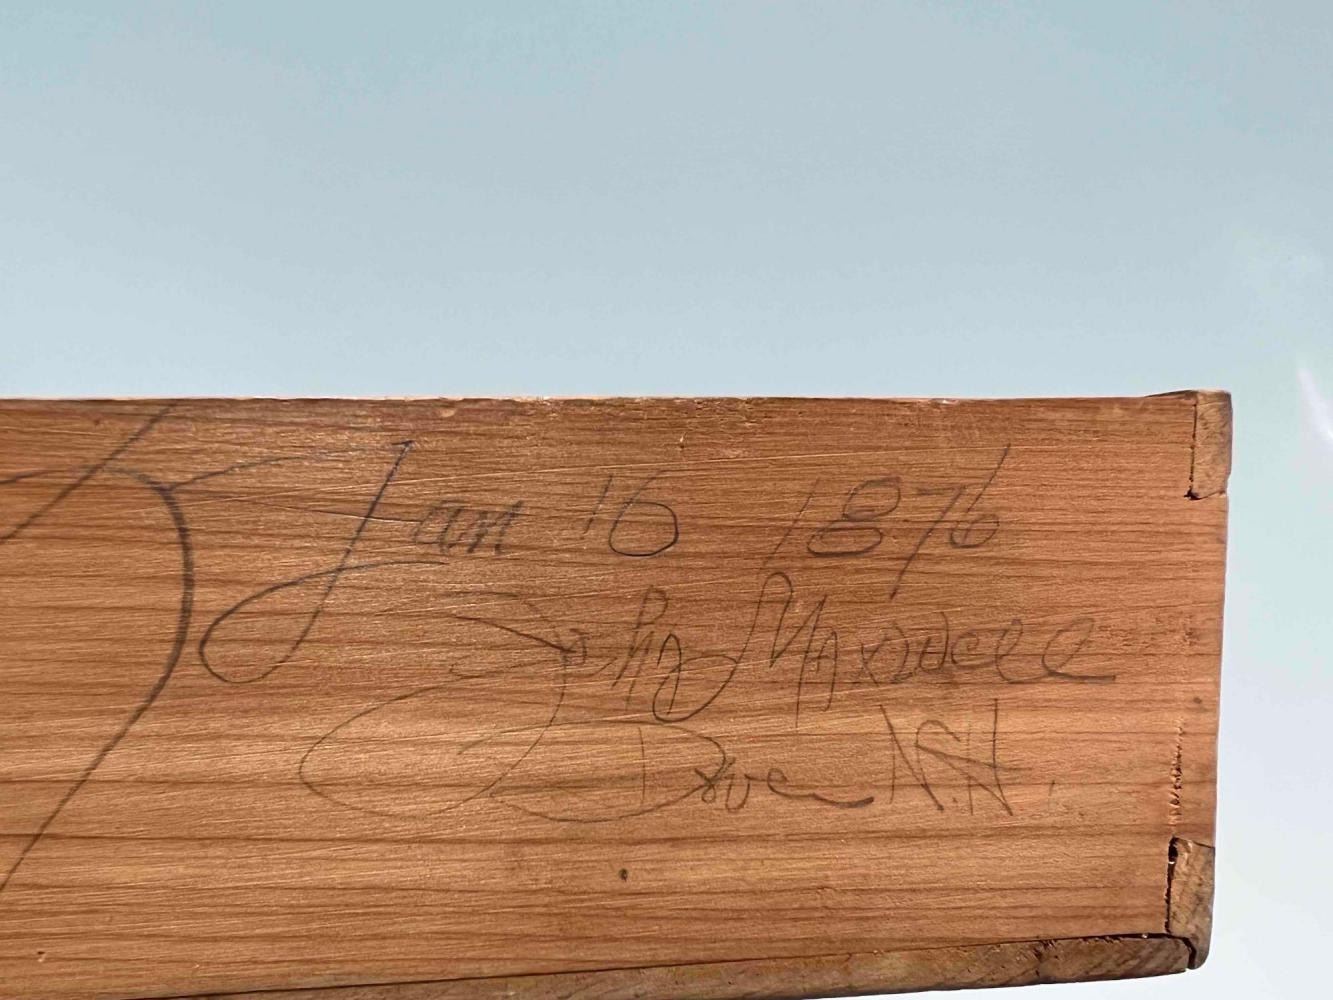 Jan 16 1876
John Maxwell
Dover N.H.